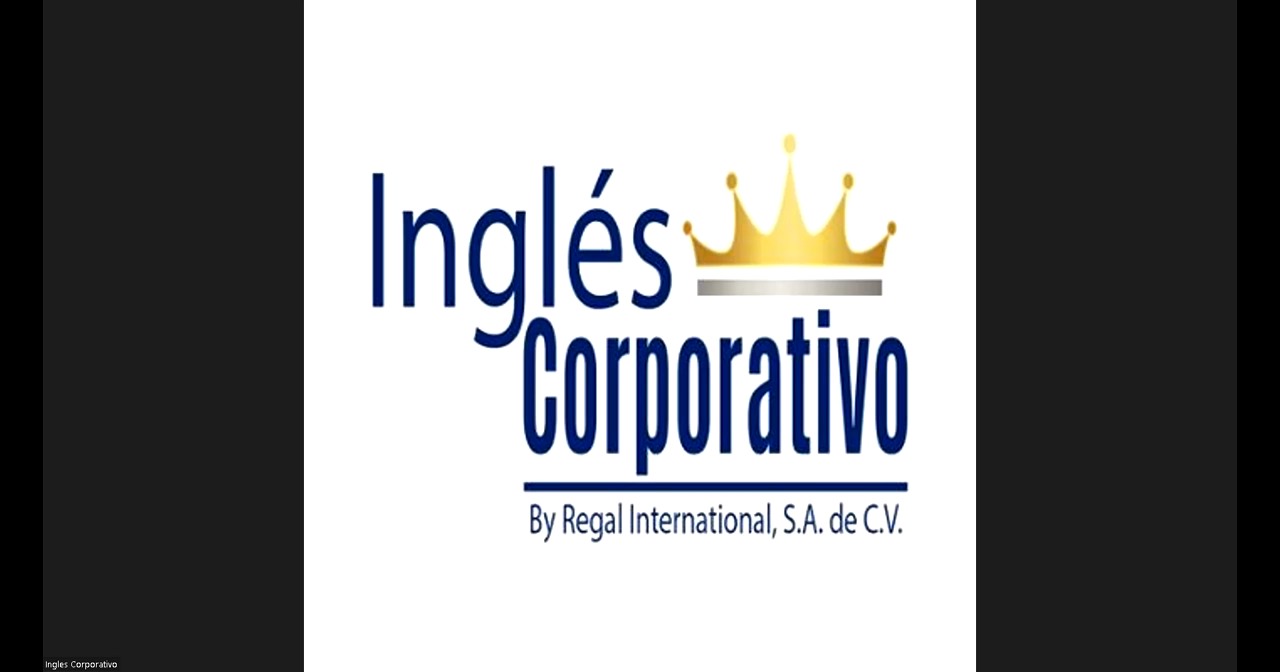 Inglés
Corporativo
By Regal International, S.A. de C.V.
Ingles Corporativo